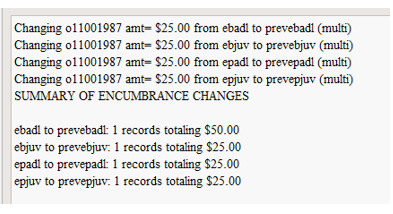 Changing o11001987 amt= $25.00 from ebadl to prevebadl (multi)
Changing o11001987 amt= $25.00 from ebjuv to prevebjuv (multi)
Changing o11001987 amt= $25.00 from epadl to prevepadl (multi)
Changing o11001987 amt= $25.00 from epjuv to prevepjuv (multi)
SUMMARY OF ENCUMBRANCE CHANGES
ebadl to prevebadl: 1 records totaling $50.00
ebjuv to prevebjuv: 1 records totaling $25.00
epadl to prevepadl: 1 records totaling $25.00
epjuv to prevepjuv: 1 records totaling $25.00